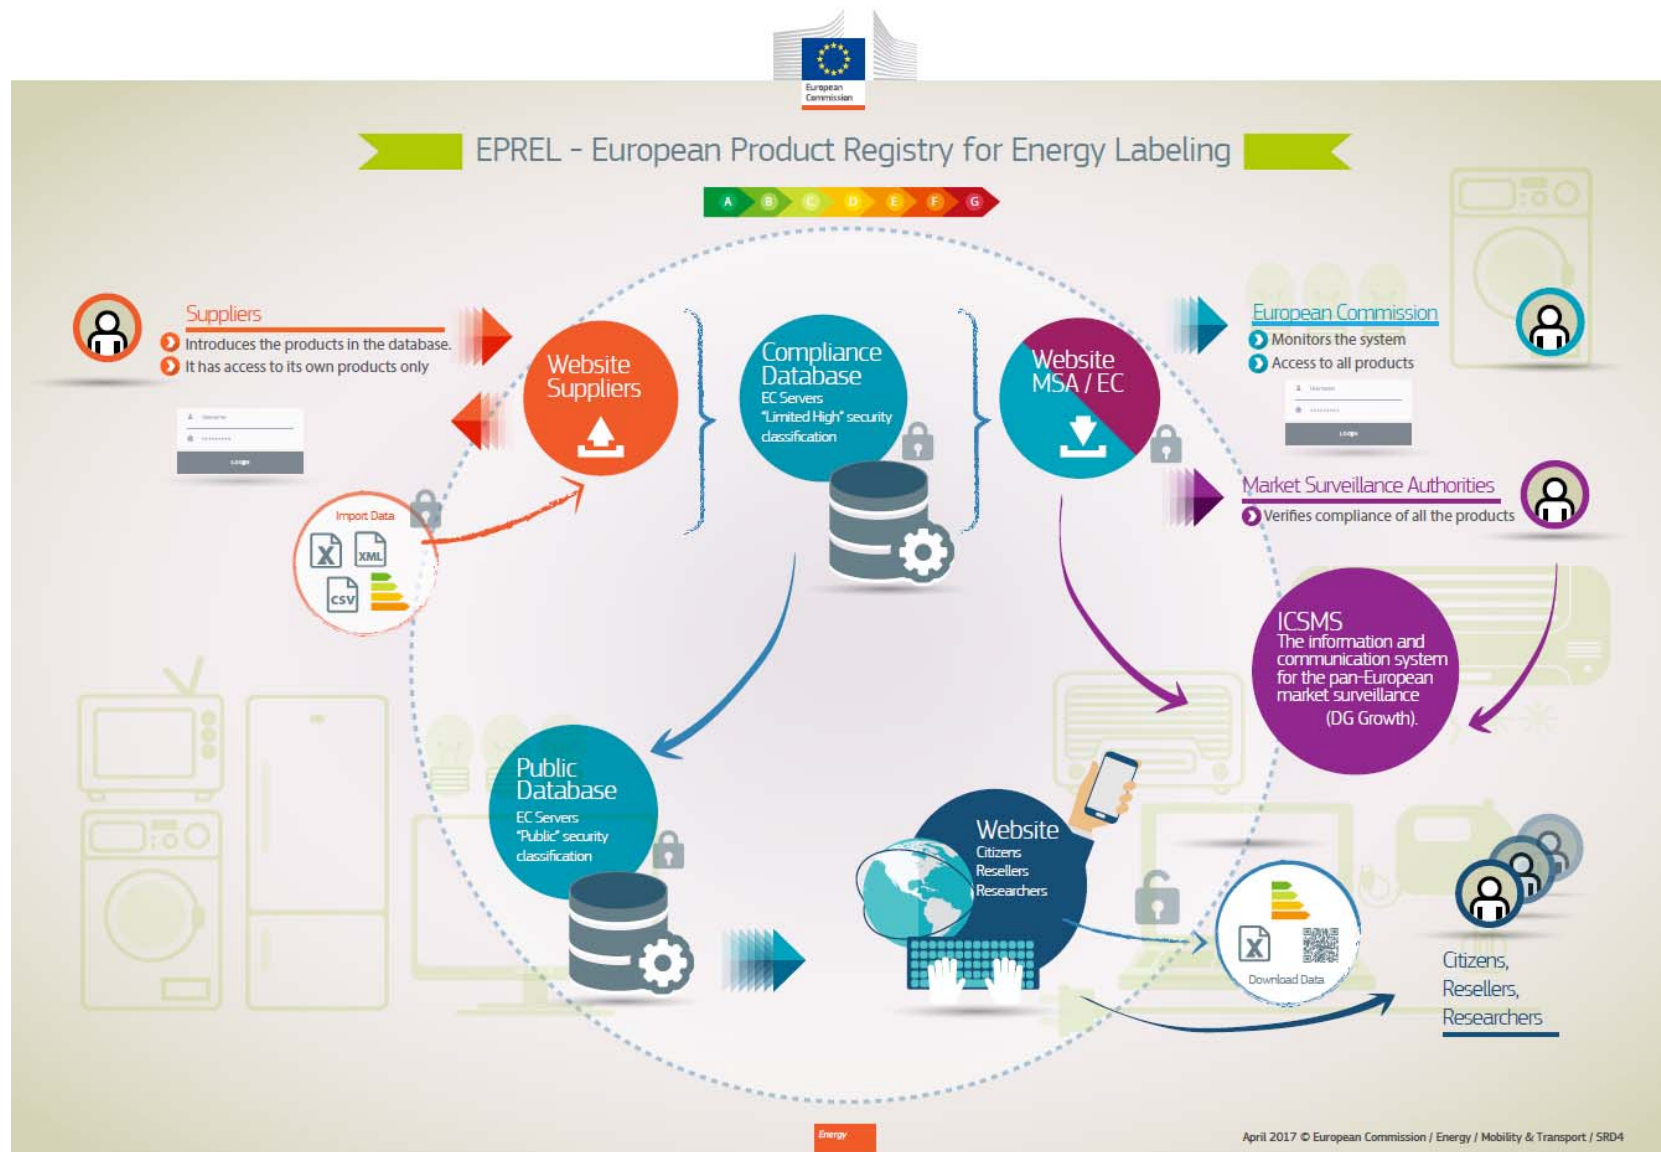 European
Commission
EPREL - European Product Registry for Energy Labeling
A B C D E F G
Suppliers
Introduces the products in the database.
It has access to its own products only
Username
LOGIN
Import Data
X
XML
CSV
Website
Suppliers
Compliance
Database
EC Servers
"Limited High" security
classification
Website
MSA / EC
European Commission
Monitors the system
Access to all products
Username
LOGIN
Market Surveillance Authorities
Verifies compliance of all the products
ICSMS
The information and
communication system
for the pan-European
market surveillance
(DG Growth).
Public
Database
EC Servers
"Public" security
classification
Website
Citizens
Resellers
Researchers
X
Download Data
Citizens,
Resellers,
Researchers
Energy
April 2017 © European Commission / Energy / Mobility & Transport / SRD4